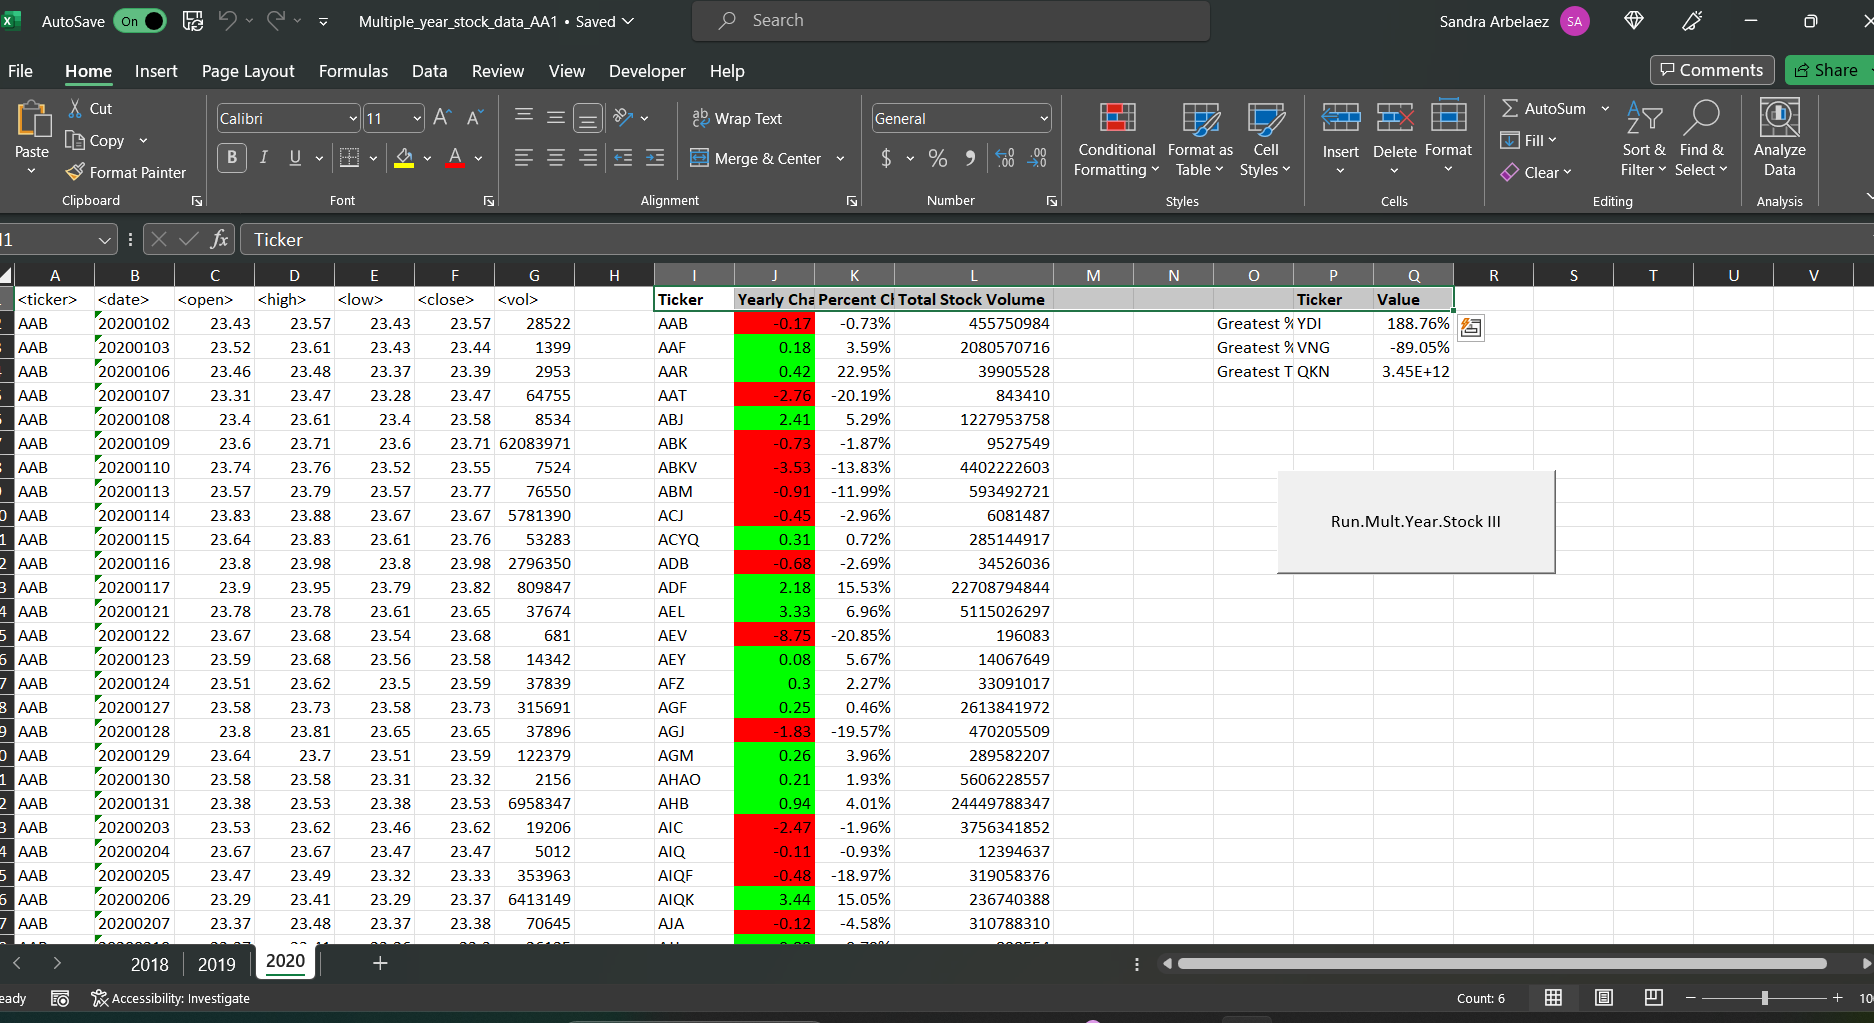 AutoSave On Multiple_year_stock_data_AA1 • Saved Search Sandra Arbelaez SA
File Home Insert Page Layout Formulas Data Review View Developer Help Comments Share
Paste Cut Copy Format Painter Clipboard
Calibri 11 B I U A Font
Wrap Text Merge & Center Alignment
General $ % Number
Conditional Formatting Format as Table Cell Styles Styles
Insert Delete Format Cells
AutoSum Fill Clear Sort & Filter Find & Select Editing
Analyze Data Analysis
I1 fx Ticker
A B C D E F G H I J K L M N O P Q R S T U V
<ticker> <date> <open> <high> <low> <close> <vol> Ticker Yearly Cha Percent Cl Total Stock Volume Ticker Value
AAB 20200102 23.43 23.57 23.43 23.57 28522 AAB -0.17 -0.73% 455750984 Greatest % YDI 188.76%
AAB 20200103 23.52 23.61 23.43 23.44 1399 AAF 0.18 3.59% 2080570716 Greatest % VNG -89.05%
AAB 20200106 23.46 23.48 23.37 23.39 2953 AAR 0.42 22.95% 39905528 Greatest T QKN 3.45E+12
AAB 20200107 23.31 23.47 23.28 23.47 64755 AAT -2.76 -20.19% 843410
AAB 20200108 23.4 23.61 23.4 23.58 8534 ABJ 2.41 5.29% 1227953758
AAB 20200109 23.6 23.71 23.6 23.71 62083971 ABK -0.73 -1.87% 9527549
AAB 20200110 23.74 23.76 23.52 23.55 7524 ABKV -3.53 -13.83% 4402222603
AAB 20200113 23.57 23.79 23.57 23.77 76550 ABM -0.91 -11.99% 593492721
AAB 20200114 23.83 23.88 23.67 23.67 5781390 ACJ -0.45 -2.96% 6081487 Run.Mult.Year.Stock III
AAB 20200115 23.64 23.83 23.61 23.76 53283 ACYQ 0.31 0.72% 285144917
AAB 20200116 23.8 23.98 23.8 23.98 2796350 ADB -0.68 -2.69% 34526036
AAB 20200117 23.9 23.95 23.79 23.82 809847 ADF 2.18 15.53% 22708794844
AAB 20200121 23.78 23.78 23.61 23.65 37674 AEL 3.33 6.96% 5115026297
AAB 20200122 23.67 23.68 23.54 23.68 681 AEV -8.75 -20.85% 196083
AAB 20200123 23.59 23.68 23.56 23.58 14342 AEY 0.08 5.67% 14067649
AAB 20200124 23.51 23.62 23.5 23.59 37839 AFZ 0.3 2.27% 33091017
AAB 20200127 23.58 23.73 23.58 23.73 315691 AGF 0.25 0.46% 2613841972
AAB 20200128 23.8 23.81 23.65 23.65 37896 AGJ -1.83 -19.57% 470205509
AAB 20200129 23.64 23.7 23.51 23.59 122379 AGM 0.26 3.96% 289582207
AAB 20200130 23.58 23.58 23.31 23.32 2156 AHAO 0.21 1.93% 5606228557
AAB 20200131 23.38 23.53 23.38 23.53 6958347 AHB 0.94 4.01% 24449788347
AAB 20200203 23.53 23.62 23.46 23.62 19206 AIC -2.47 -1.96% 3756341852
AAB 20200204 23.67 23.67 23.47 23.47 5012 AIQ -0.11 -0.93% 12394637
AAB 20200205 23.47 23.49 23.32 23.33 353963 AIQF -0.48 -18.97% 319058376
AAB 20200206 23.29 23.41 23.29 23.37 6413149 AIQK 3.44 15.05% 236740388
AAB 20200207 23.37 23.48 23.37 23.38 70645 AJA -0.12 -4.58% 310788310
2018 2019 2020
eady Accessibility: Investigate Count: 6 10